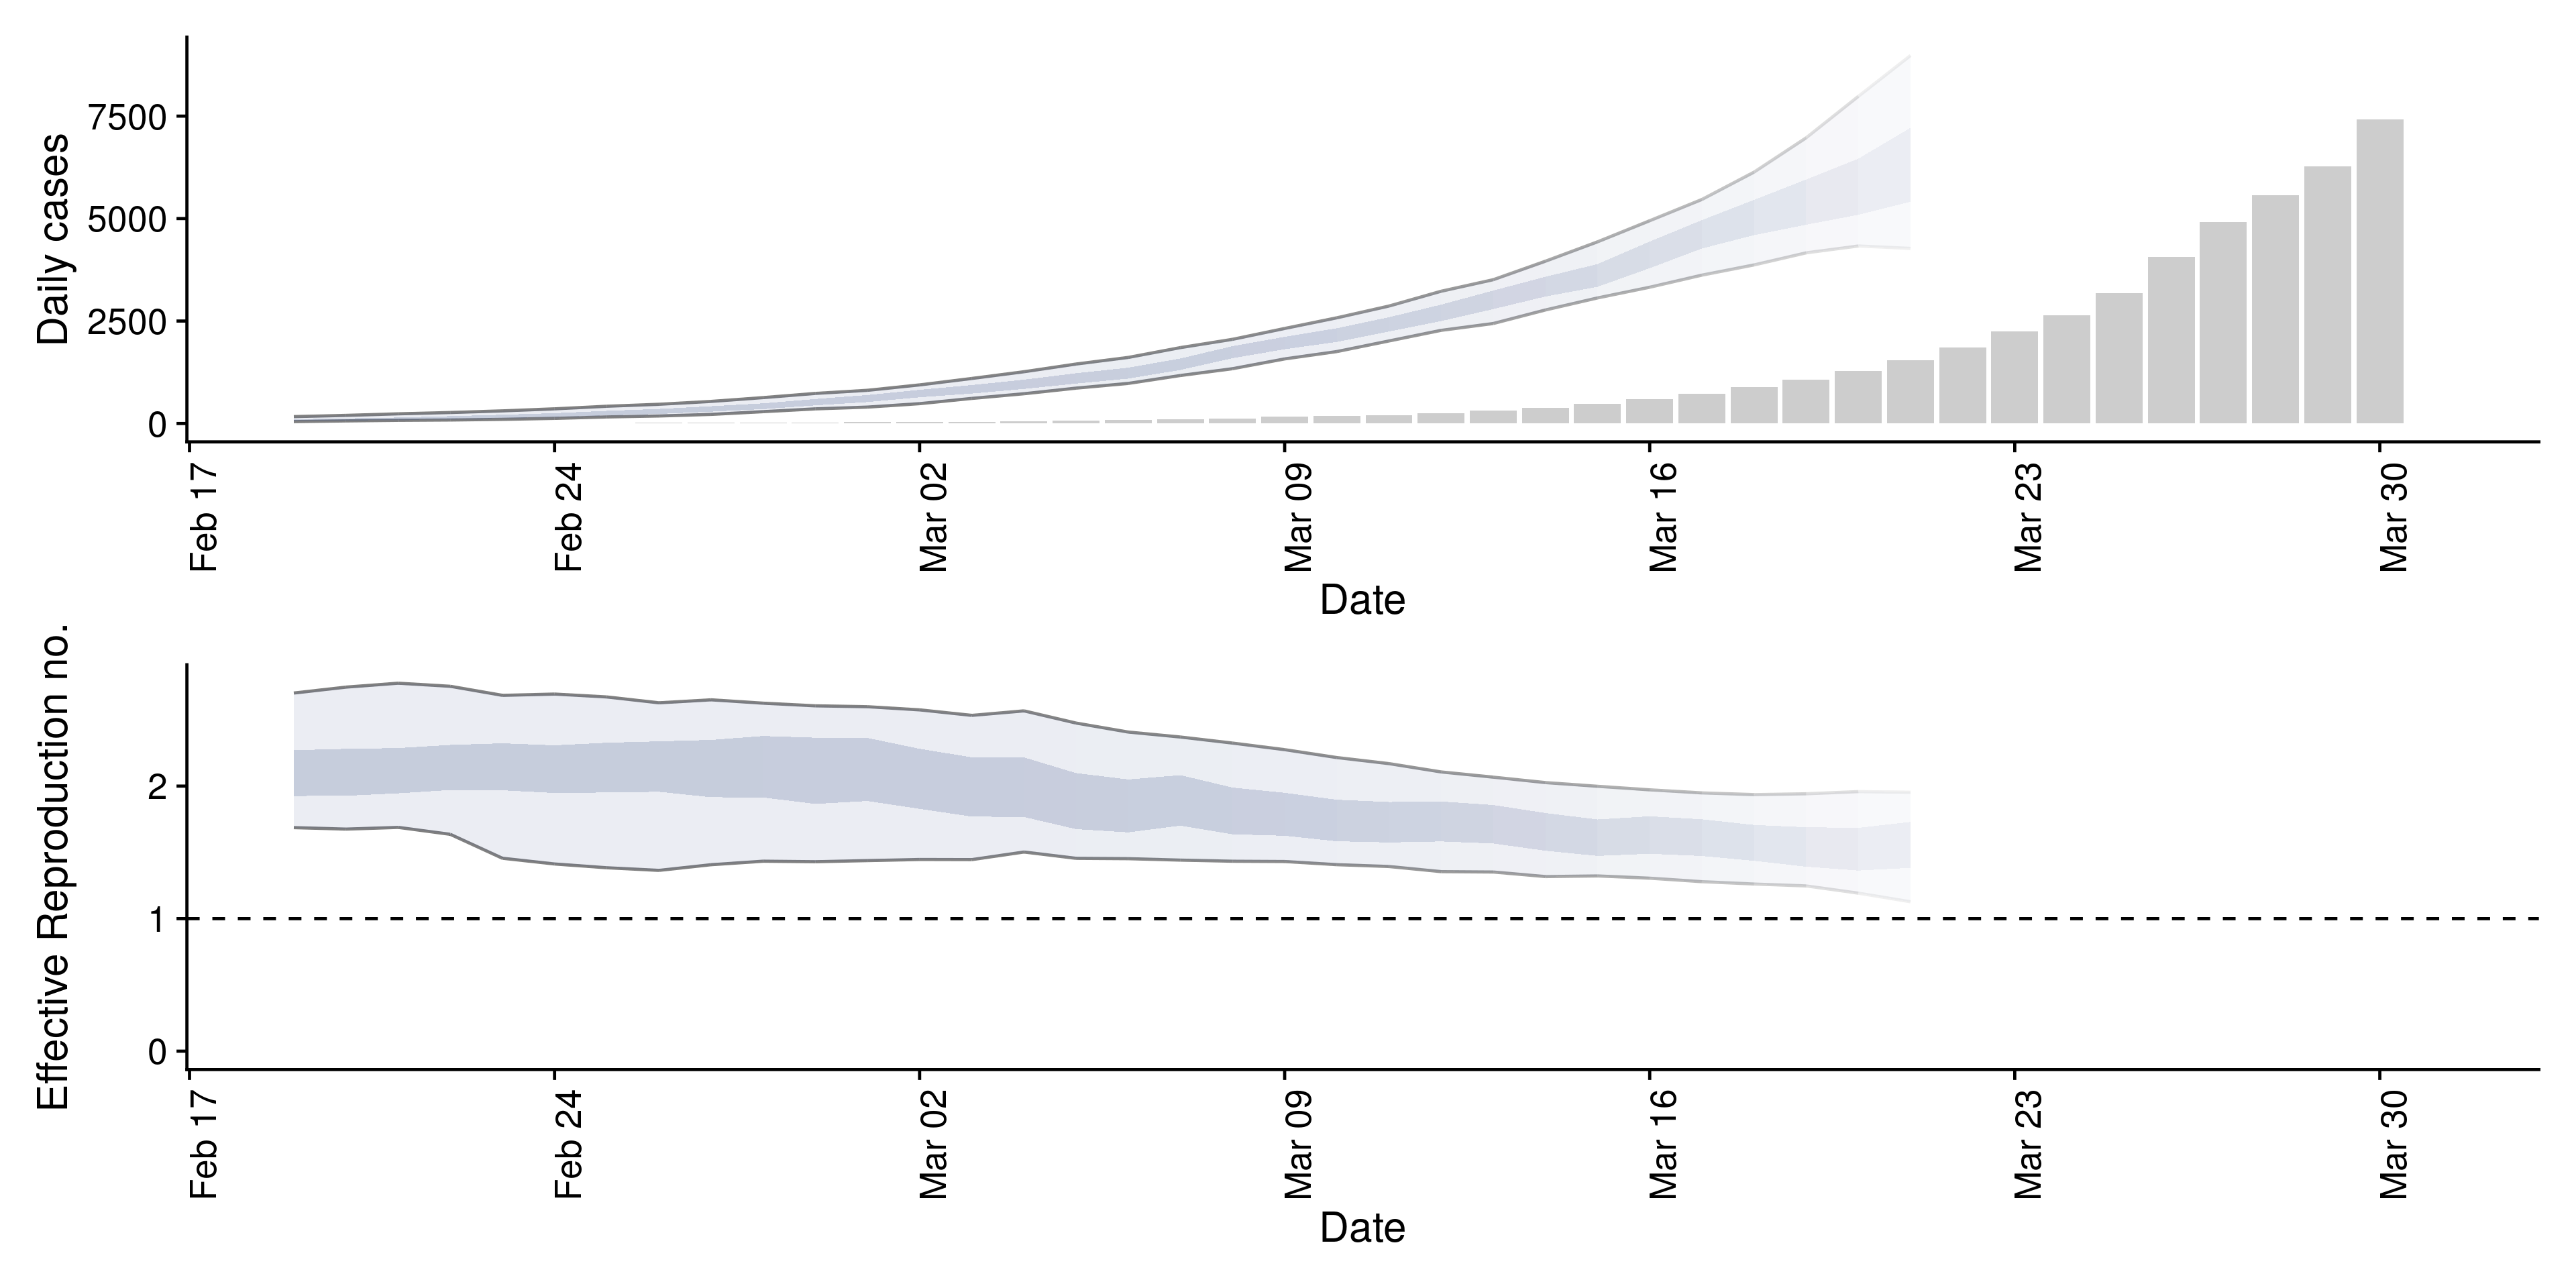 Daily cases
7500
5000
2500
0
Feb 17
Feb 24
Mar 02
Mar 09
Mar 16
Mar 23
Mar 30
Date
Effective Reproduction no.
2
1
0
Feb 17
Feb 24
Mar 02
Mar 09
Mar 16
Mar 23
Mar 30
Date